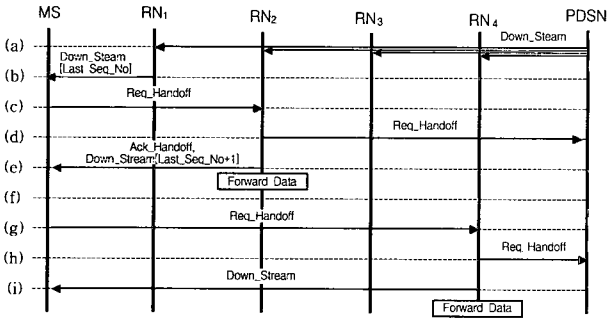 MS RN1 RN2 RN3 RN4 PDSN
(a) Down_Steam
Down_Steam
(b) [Last_Seq_No]
(c) Req_Handoff
(d) Req_Handoff
Ack_Handoff,
(e) Down_Stream[Last_Seq_No+1]
Forward Data
(f)
(g) Req_Handoff
(h) Req_Handoff
(i) Down_Stream
Forward Data